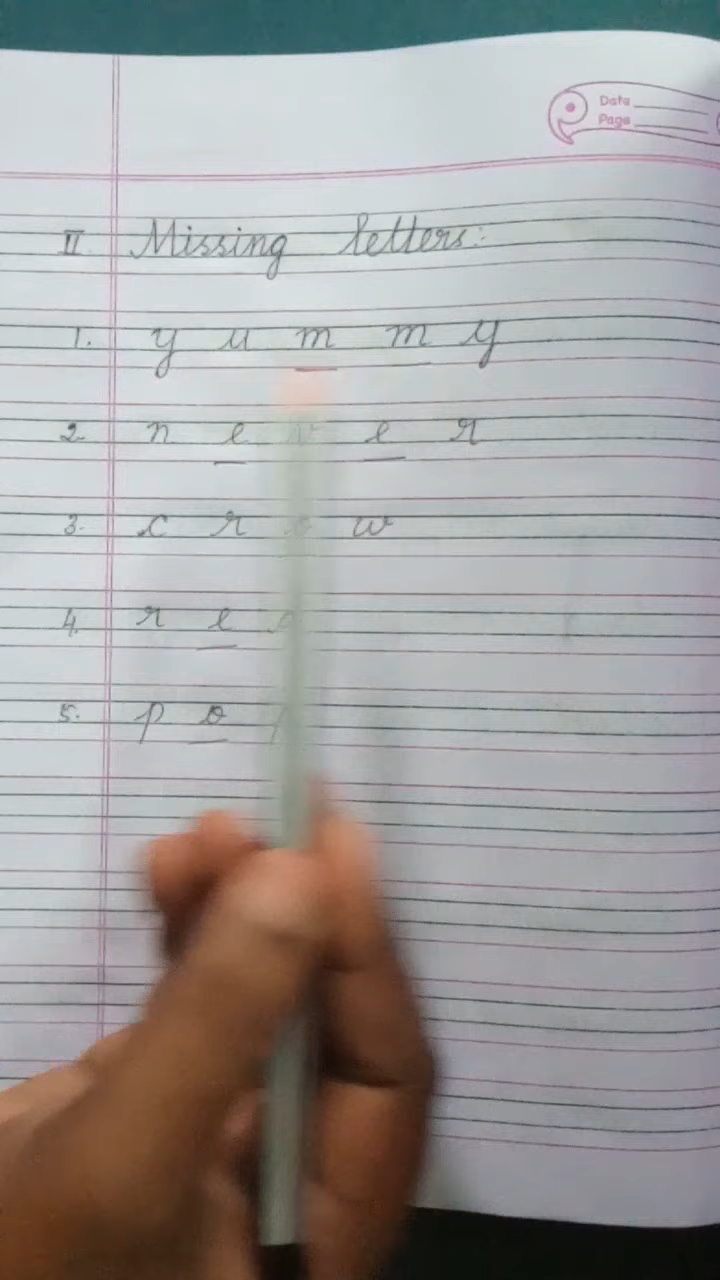 Date
Page
II Missing letters:
1. y u m m y
2. n e v e r
3. c r o w
4. r e
5. p o